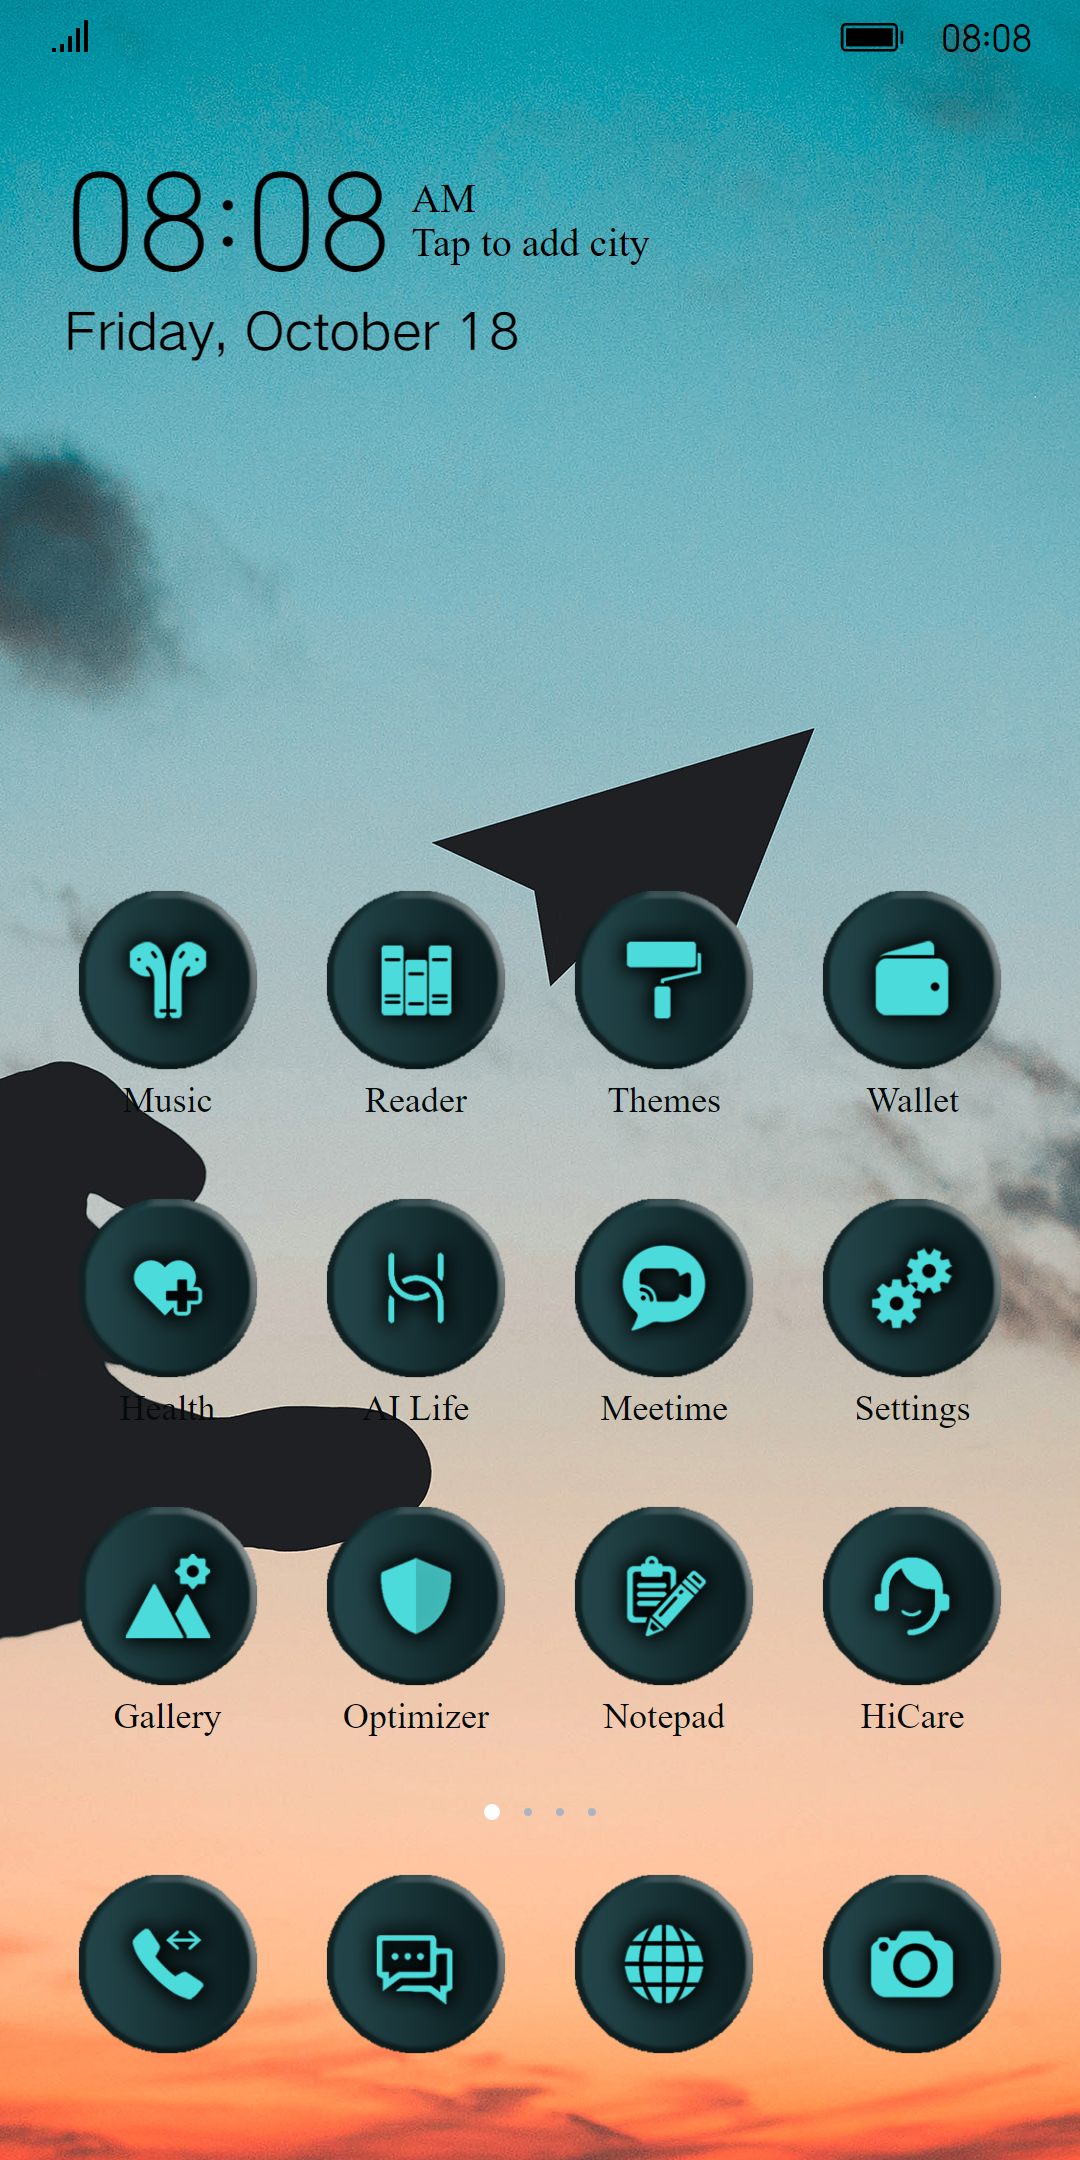 08:08
08:08
AM
Tap to add city
Friday, October 18
Music
Reader
Themes
Wallet
Health
AI Life
Meetime
Settings
Gallery
Optimizer
Notepad
HiCare